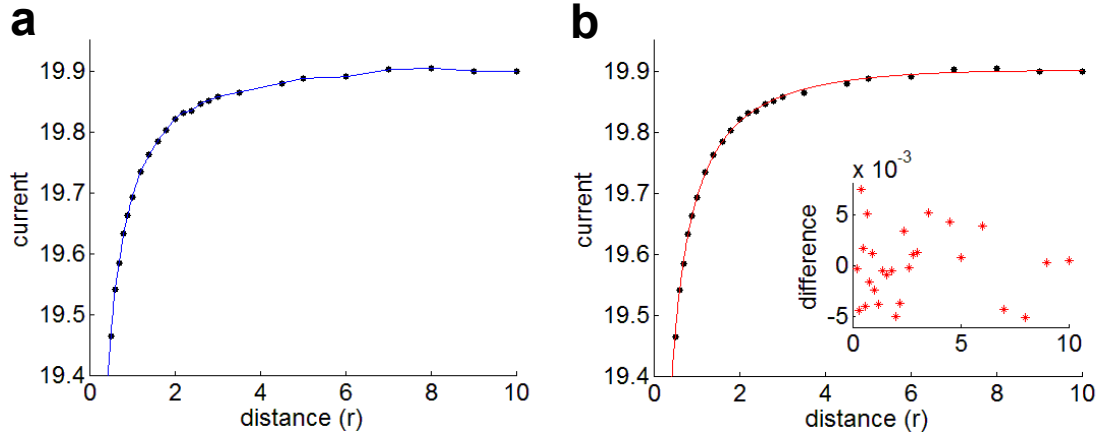 a
19.9
19.8
19.7
19.6
19.5
19.4
current
0 2 4 6 8 10
distance (r)
b
19.9
19.8
19.7
19.6
19.5
19.4
current
0 2 4 6 8 10
distance (r)
x 10-3
5
0
-5
difference
0 5 10